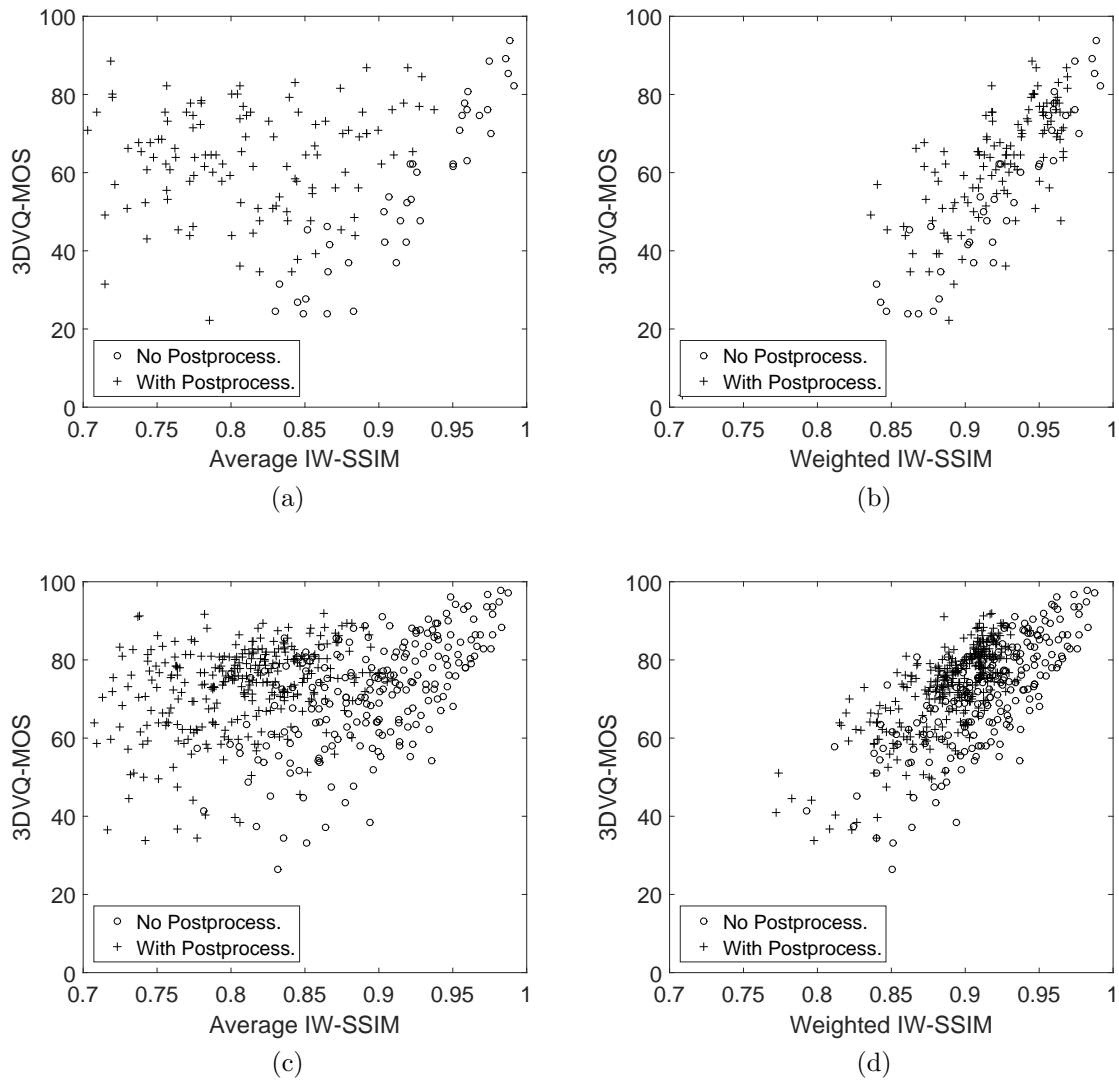 100
80
60
40
20
0
3DVQ-MOS
No Postprocess.
With Postprocess.
0.7 0.75 0.8 0.85 0.9 0.95 1
Average IW-SSIM
(a)
100
80
60
40
20
0
3DVQ-MOS
No Postprocess.
With Postprocess.
0.7 0.75 0.8 0.85 0.9 0.95 1
Weighted IW-SSIM
(b)
100
80
60
40
20
0
3DVQ-MOS
No Postprocess.
With Postprocess.
0.7 0.75 0.8 0.85 0.9 0.95 1
Average IW-SSIM
(c)
100
80
60
40
20
0
3DVQ-MOS
No Postprocess.
With Postprocess.
0.7 0.75 0.8 0.85 0.9 0.95 1
Weighted IW-SSIM
(d)